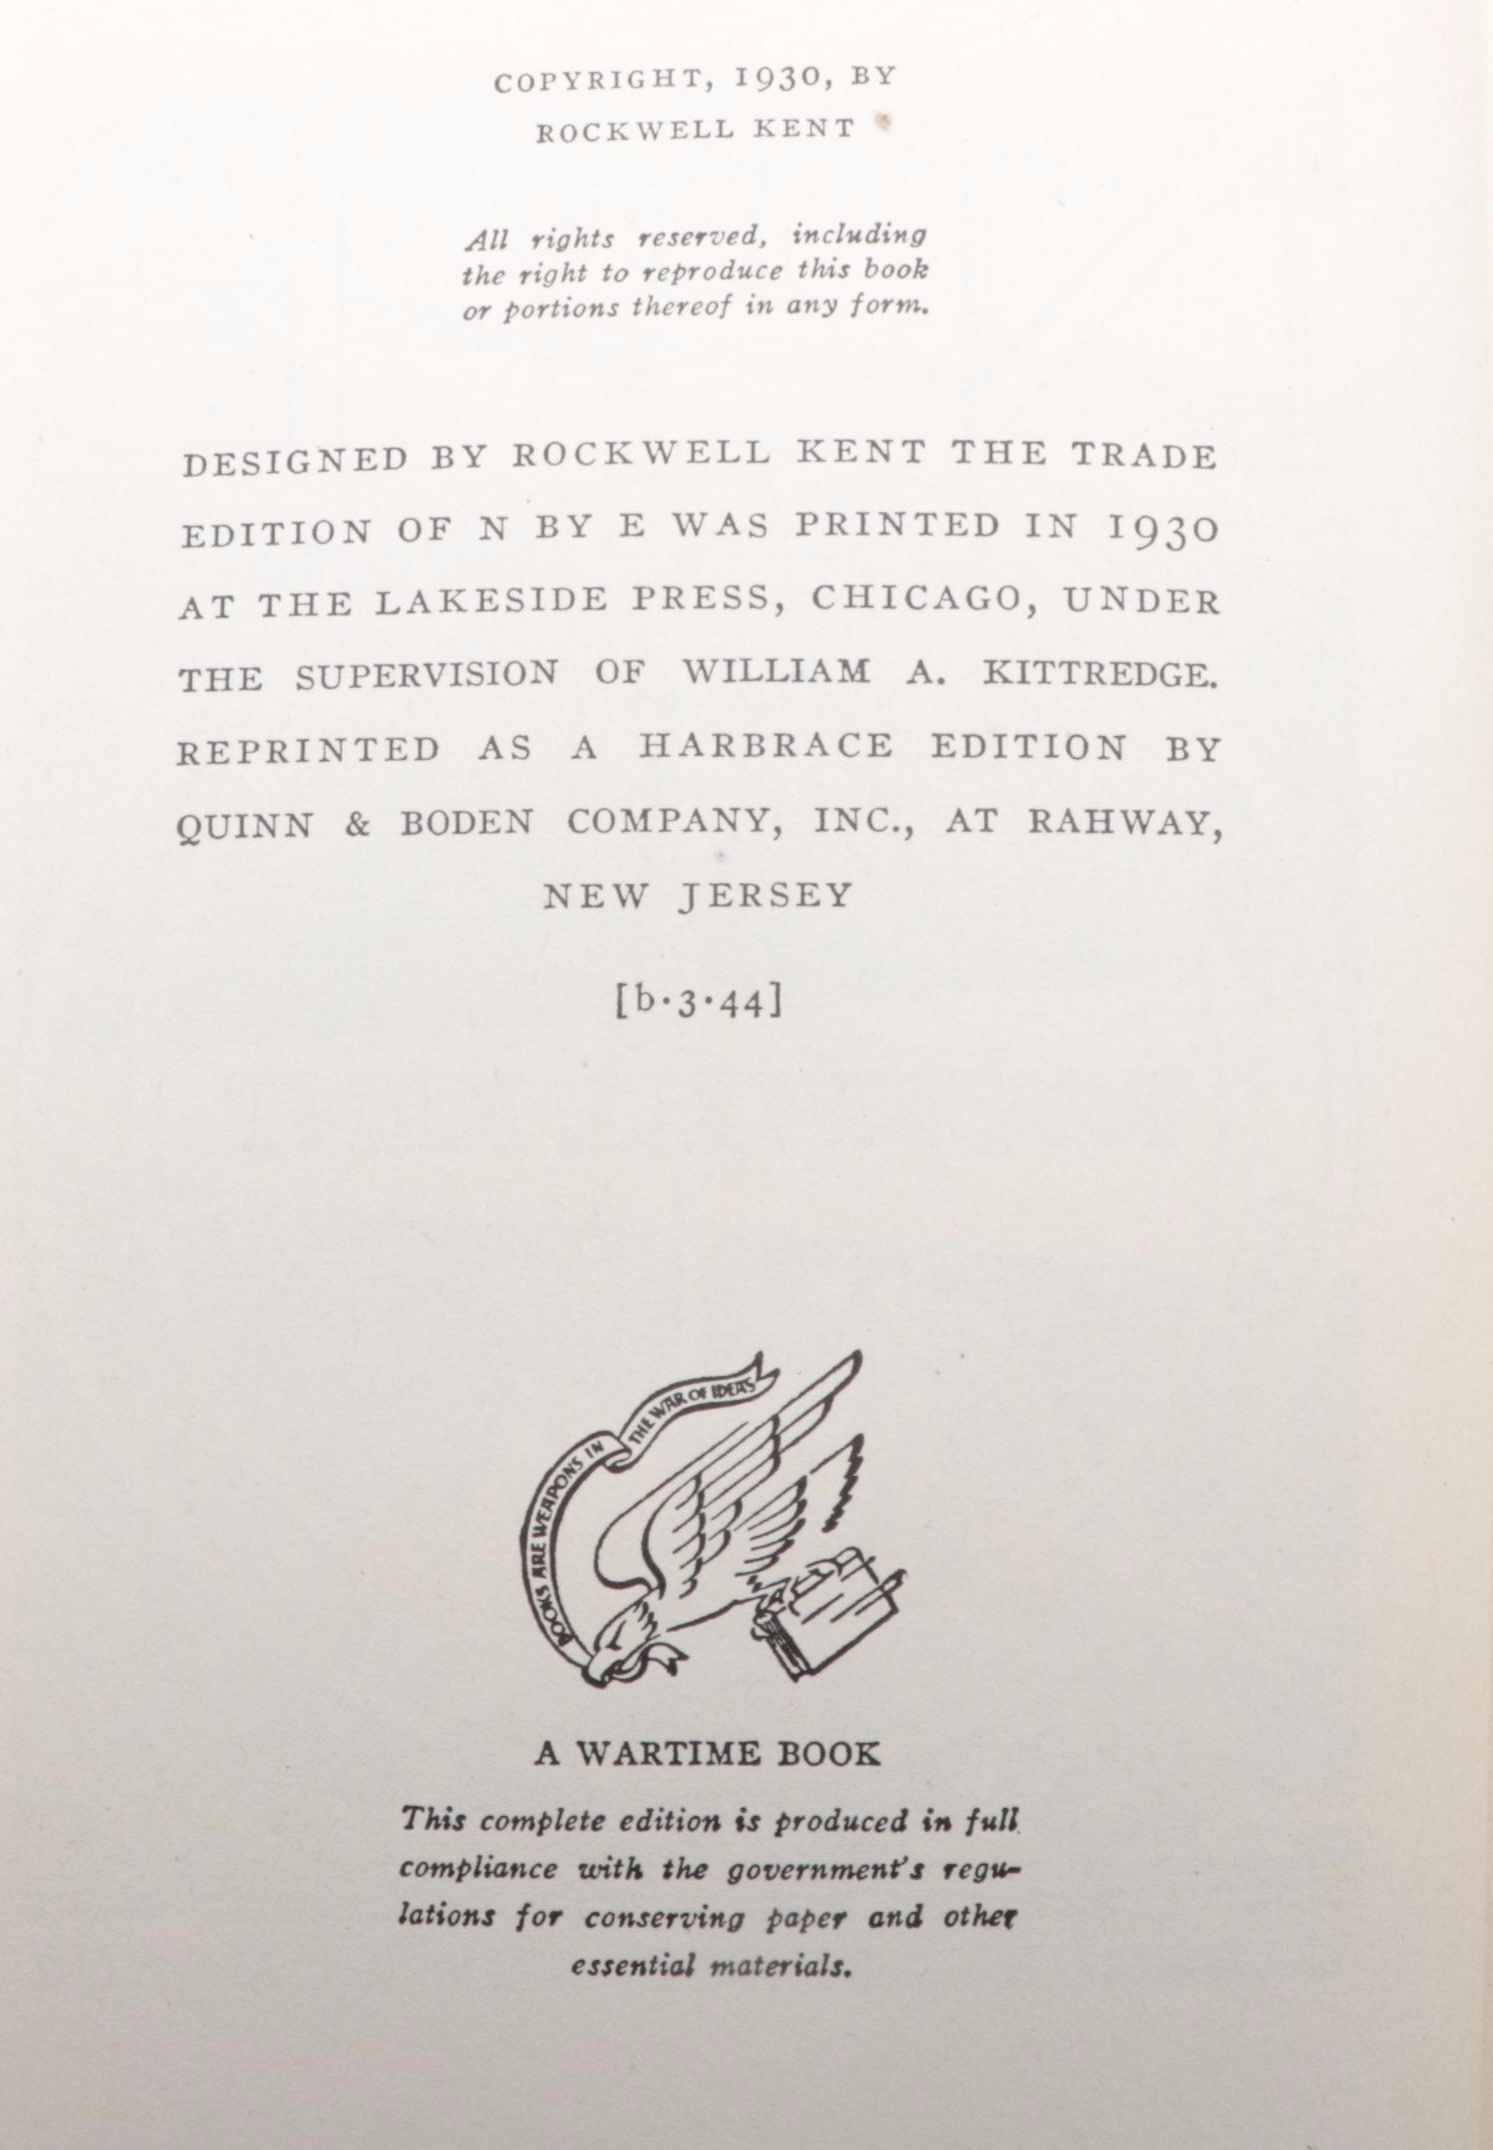 COPYRIGHT, 1930, BY
ROCKWELL KENT
All rights reserved, including
the right to reproduce this book
or portions thereof in any form.
DESIGNED BY ROCKWELL KENT THE TRADE
EDITION OF N BY E WAS PRINTED IN 1930
AT THE LAKESIDE PRESS, CHICAGO, UNDER
THE SUPERVISION OF WILLIAM A. KITTREDGE.
REPRINTED AS A HARBRACE EDITION BY
QUINN & BODEN COMPANY, INC., AT RAHWAY,
NEW JERSEY
[b·3·44]
BOOKS ARE WEAPONS IN THE WAR OF IDEAS
A WARTIME BOOK
This complete edition is produced in full
compliance with the government's regu-
lations for conserving paper and other
essential materials.